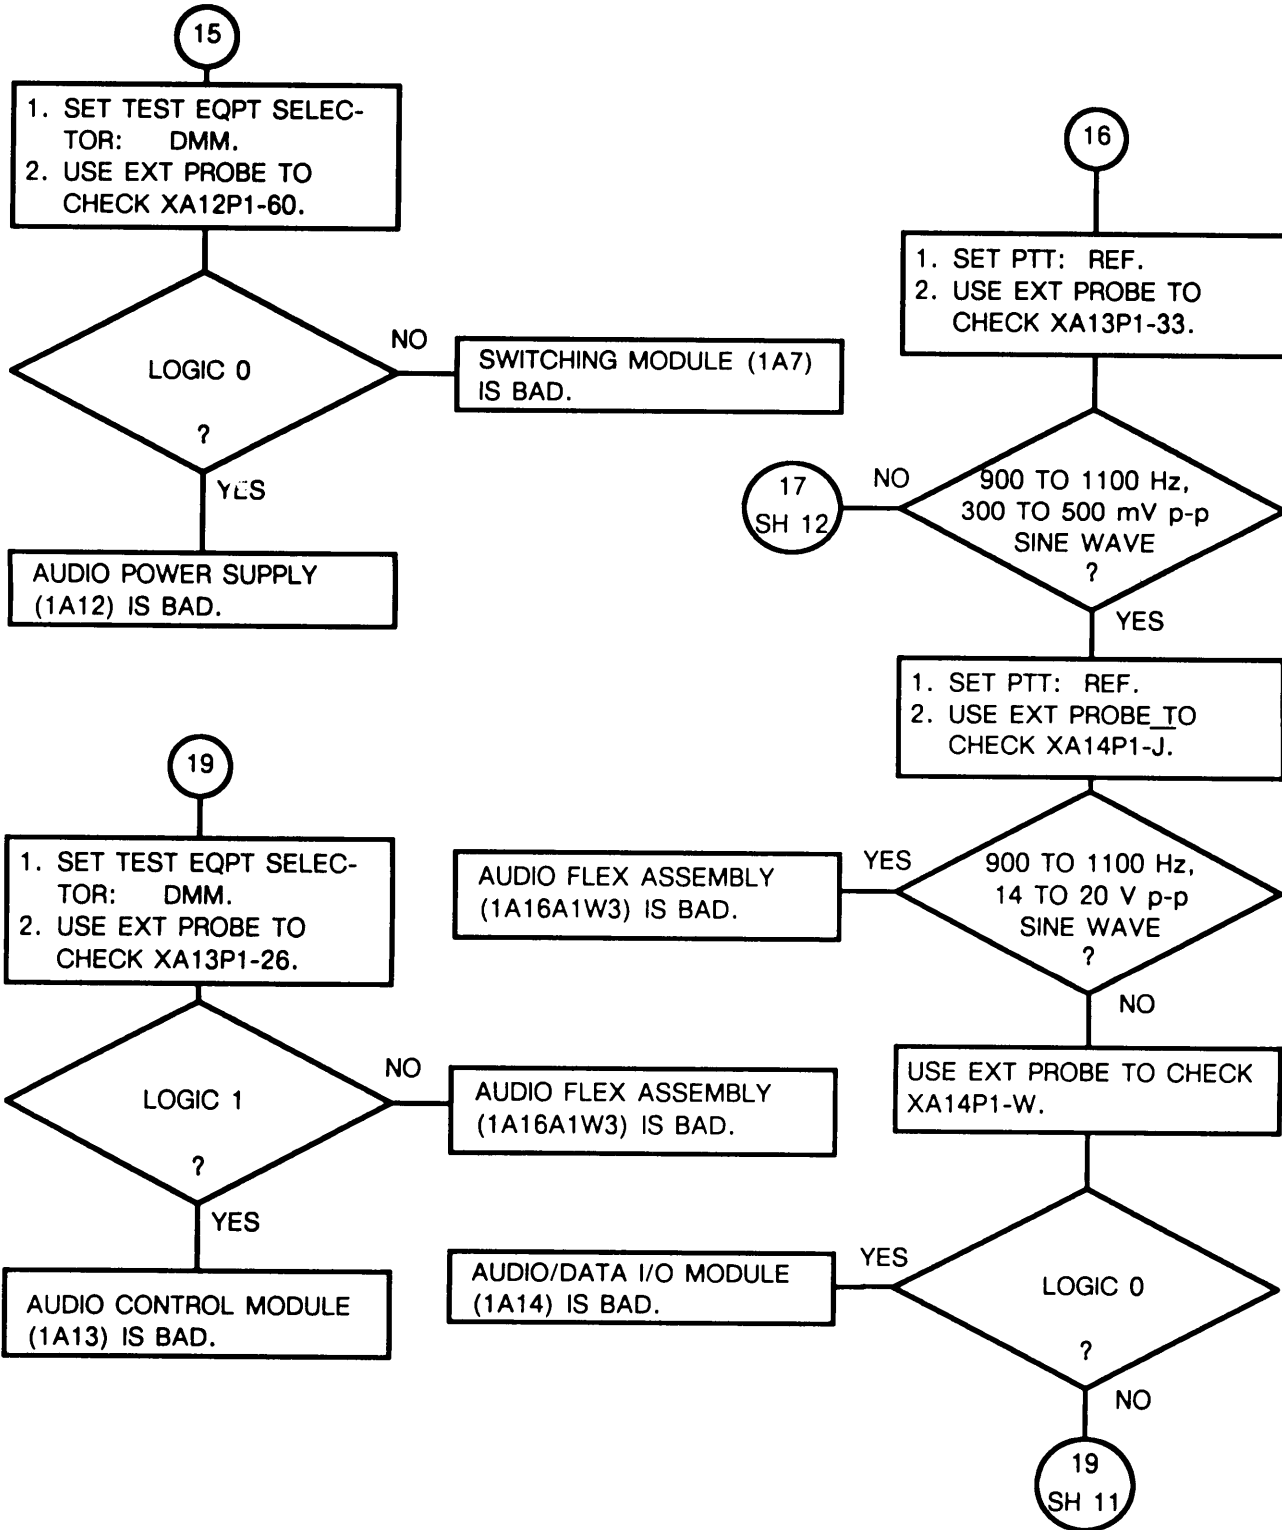 15
1. SET TEST EQPT SELEC-
TOR: DMM.
2. USE EXT PROBE TO
CHECK XA12P1-60.
LOGIC 0
?
NO
SWITCHING MODULE (1A7)
IS BAD.
YES
AUDIO POWER SUPPLY
(1A12) IS BAD.
16
1. SET PTT: REF.
2. USE EXT PROBE TO
CHECK XA13P1-33.
900 TO 1100 Hz,
300 TO 500 mV p-p
SINE WAVE
?
NO
17
SH 12
YES
1. SET PTT: REF.
2. USE EXT PROBE TO
CHECK XA14P1-J.
900 TO 1100 Hz,
14 TO 20 V p-p
SINE WAVE
?
YES
AUDIO FLEX ASSEMBLY
(1A16A1W3) IS BAD.
NO
USE EXT PROBE TO CHECK
XA14P1-W.
LOGIC 0
?
YES
AUDIO/DATA I/O MODULE
(1A14) IS BAD.
NO
19
SH 11
19
1. SET TEST EQPT SELEC-
TOR: DMM.
2. USE EXT PROBE TO
CHECK XA13P1-26.
LOGIC 1
?
NO
AUDIO FLEX ASSEMBLY
(1A16A1W3) IS BAD.
YES
AUDIO CONTROL MODULE
(1A13) IS BAD.